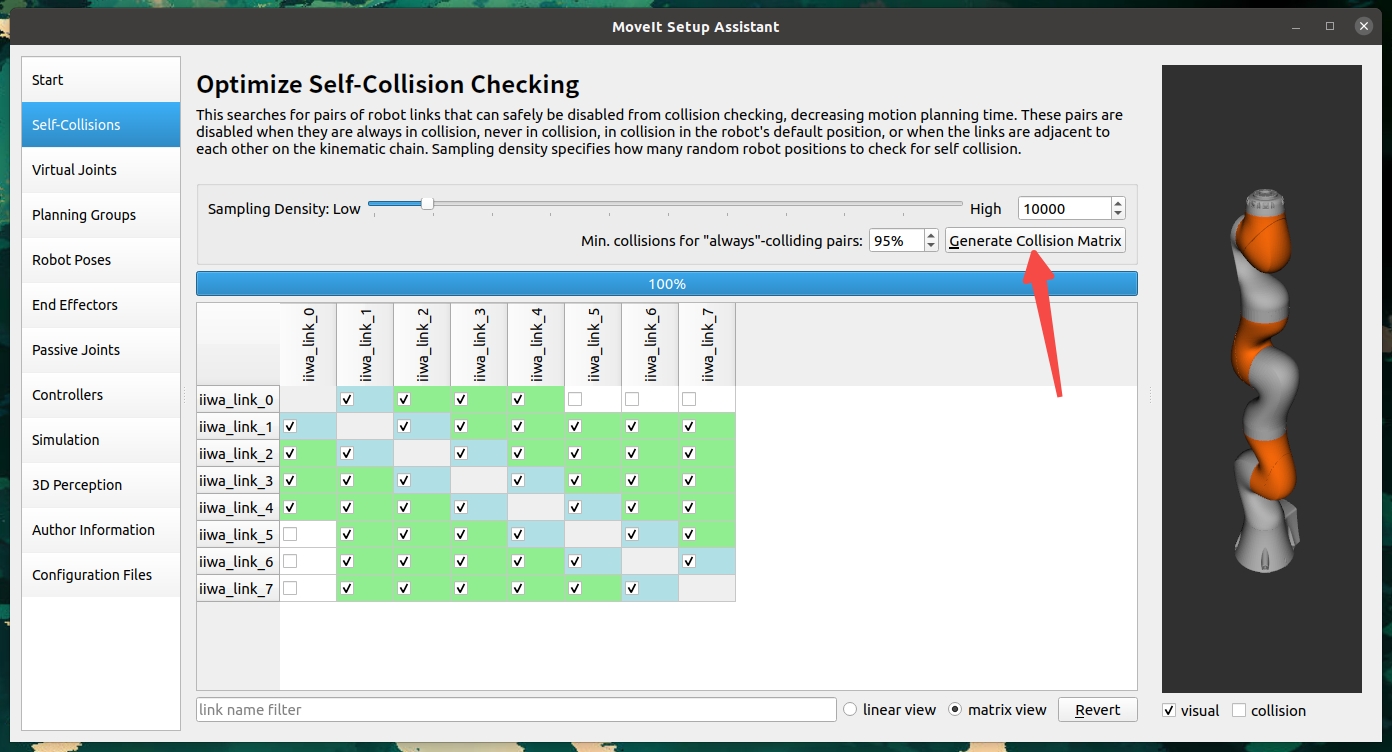 MoveIt Setup Assistant
Start
Self-Collisions
Virtual Joints
Planning Groups
Robot Poses
End Effectors
Passive Joints
Controllers
Simulation
3D Perception
Author Information
Configuration Files
Optimize Self-Collision Checking
This searches for pairs of robot links that can safely be disabled from collision checking, decreasing motion planning time. These pairs are
disabled when they are always in collision, never in collision, in collision in the robot's default position, or when the links are adjacent to
each other on the kinematic chain. Sampling density specifies how many random robot positions to check for self collision.
Sampling Density: Low High 10000
Min. collisions for "always"-colliding pairs: 95% Generate Collision Matrix
100%
iiwa_link_0 iiwa_link_1 iiwa_link_2 iiwa_link_3 iiwa_link_4 iiwa_link_5 iiwa_link_6 iiwa_link_7
iiwa_link_0
iiwa_link_1
iiwa_link_2
iiwa_link_3
iiwa_link_4
iiwa_link_5
iiwa_link_6
iiwa_link_7
link name filter linear view matrix view Revert
visual collision